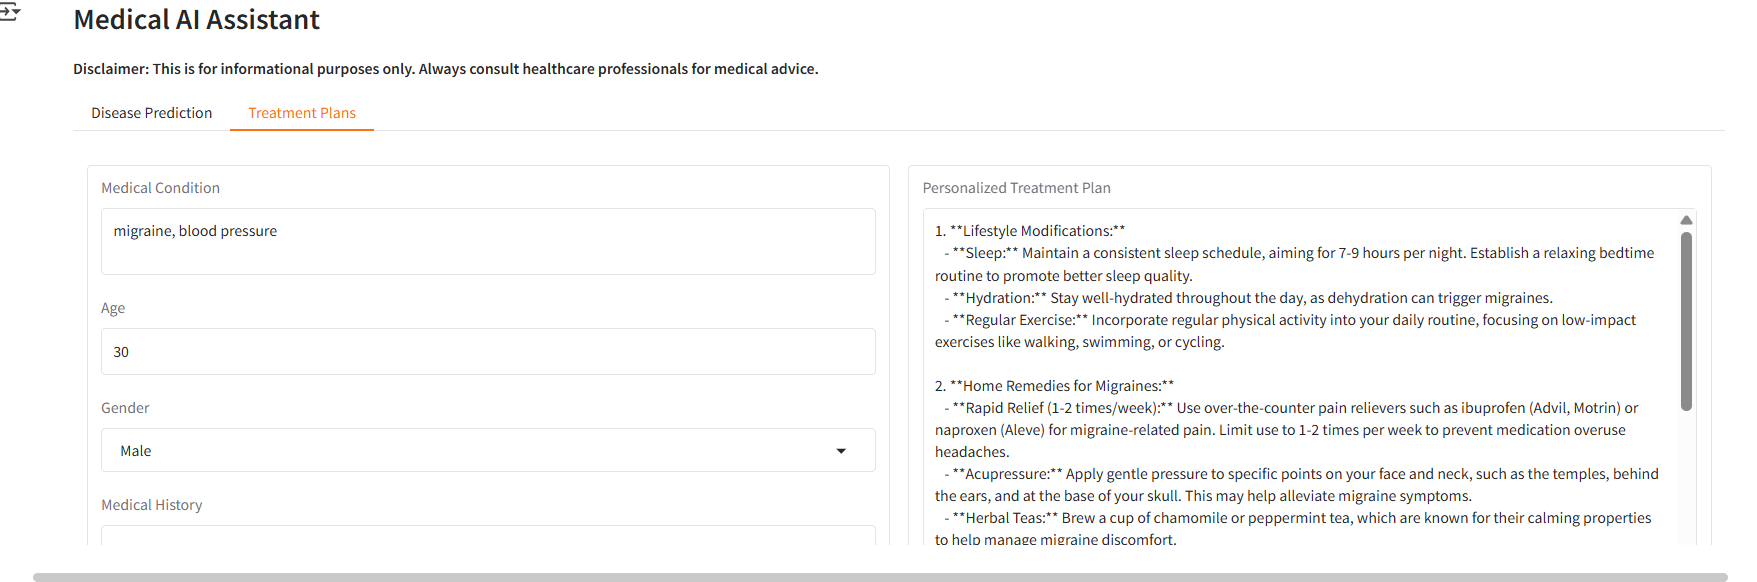 Medical AI Assistant
Disclaimer: This is for informational purposes only. Always consult healthcare professionals for medical advice.
Disease Prediction
Treatment Plans
Medical Condition
migraine, blood pressure
Age
30
Gender
Male
Medical History
Personalized Treatment Plan
1. **Lifestyle Modifications:**
- **Sleep:** Maintain a consistent sleep schedule, aiming for 7-9 hours per night. Establish a relaxing bedtime
routine to promote better sleep quality.
- **Hydration:** Stay well-hydrated throughout the day, as dehydration can trigger migraines.
- **Regular Exercise:** Incorporate regular physical activity into your daily routine, focusing on low-impact
exercises like walking, swimming, or cycling.
2. **Home Remedies for Migraines:**
- **Rapid Relief (1-2 times/week):** Use over-the-counter pain relievers such as ibuprofen (Advil, Motrin) or
naproxen (Aleve) for migraine-related pain. Limit use to 1-2 times per week to prevent medication overuse
headaches.
- **Acupressure:** Apply gentle pressure to specific points on your face and neck, such as the temples, behind
the ears, and at the base of your skull. This may help alleviate migraine symptoms.
- **Herbal Teas:** Brew a cup of chamomile or peppermint tea, which are known for their calming properties
to help manage migraine discomfort.